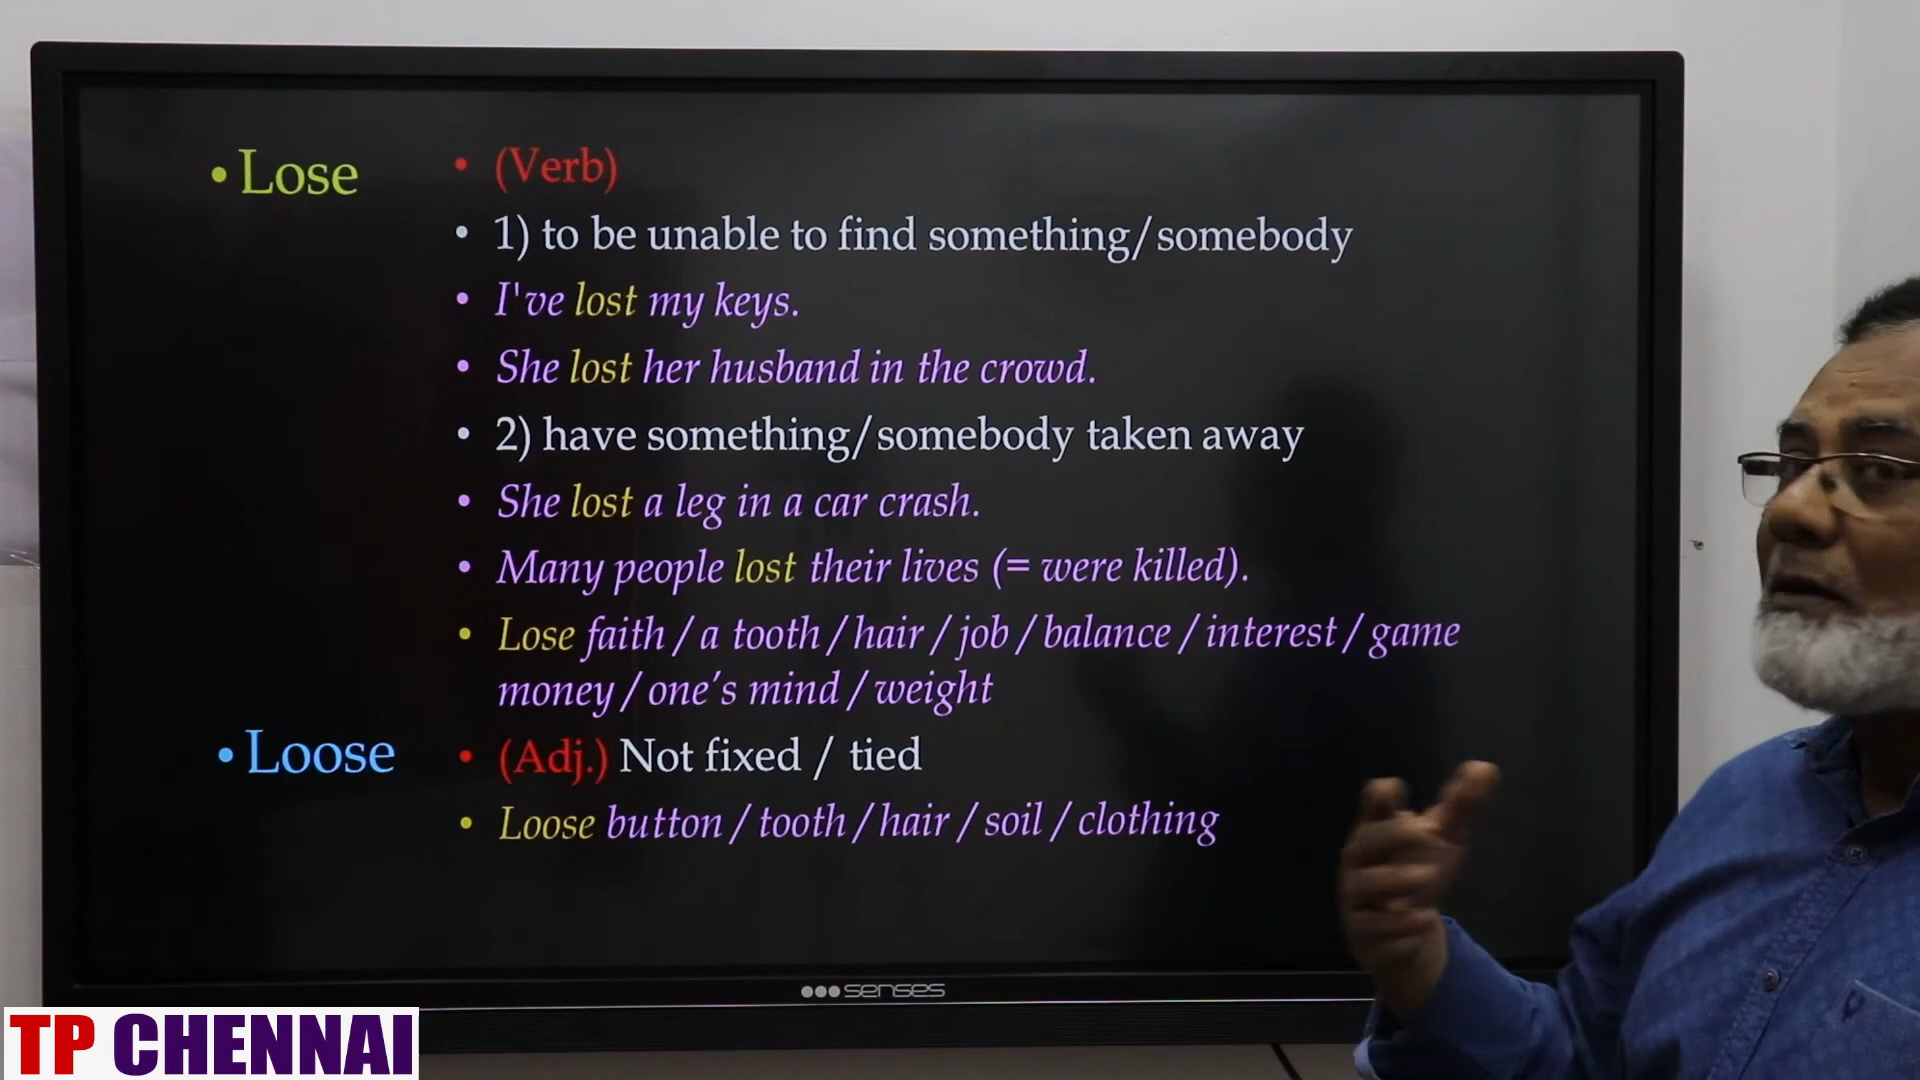 • Lose
• (Verb)
• 1) to be unable to find something/somebody
• I've lost my keys.
• She lost her husband in the crowd.
• 2) have something/somebody taken away
• She lost a leg in a car crash.
• Many people lost their lives (= were killed).
• Lose faith / a tooth / hair / job / balance / interest / game
money / one’s mind / weight
• Loose
• (Adj.) Not fixed / tied
• Loose button / tooth / hair / soil / clothing
senses
TP CHENNAI